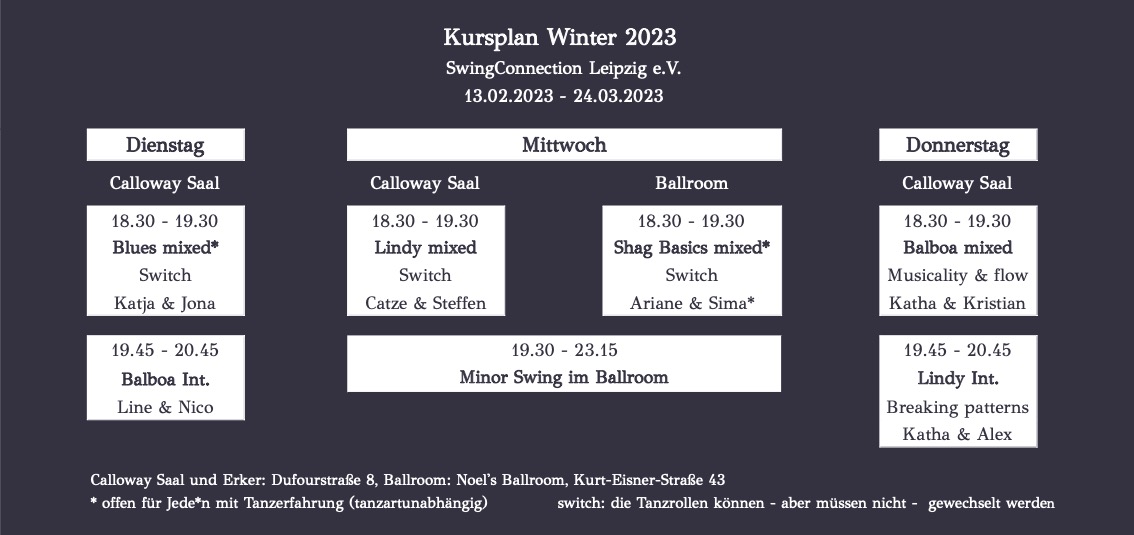 Kursplan Winter 2023
SwingConnection Leipzig e.V.
13.02.2023 - 24.03.2023
Dienstag
Calloway Saal
18.30 - 19.30
Blues mixed*
Switch
Katja & Jona
19.45 - 20.45
Balboa Int.
Line & Nico
Mittwoch
Calloway Saal
18.30 - 19.30
Lindy mixed
Switch
Catze & Steffen
Ballroom
18.30 - 19.30
Shag Basics mixed*
Switch
Ariane & Sima*
19.30 - 23.15
Minor Swing im Ballroom
Donnerstag
Calloway Saal
18.30 - 19.30
Balboa mixed
Musicality & flow
Katha & Kristian
19.45 - 20.45
Lindy Int.
Breaking patterns
Katha & Alex
Calloway Saal und Erker: Dufourstraße 8, Ballroom: Noel's Ballroom, Kurt-Eisner-Straße 43
* offen für Jede*n mit Tanzerfahrung (tanzartunabhängig)
switch: die Tanzrollen können - aber müssen nicht - gewechselt werden